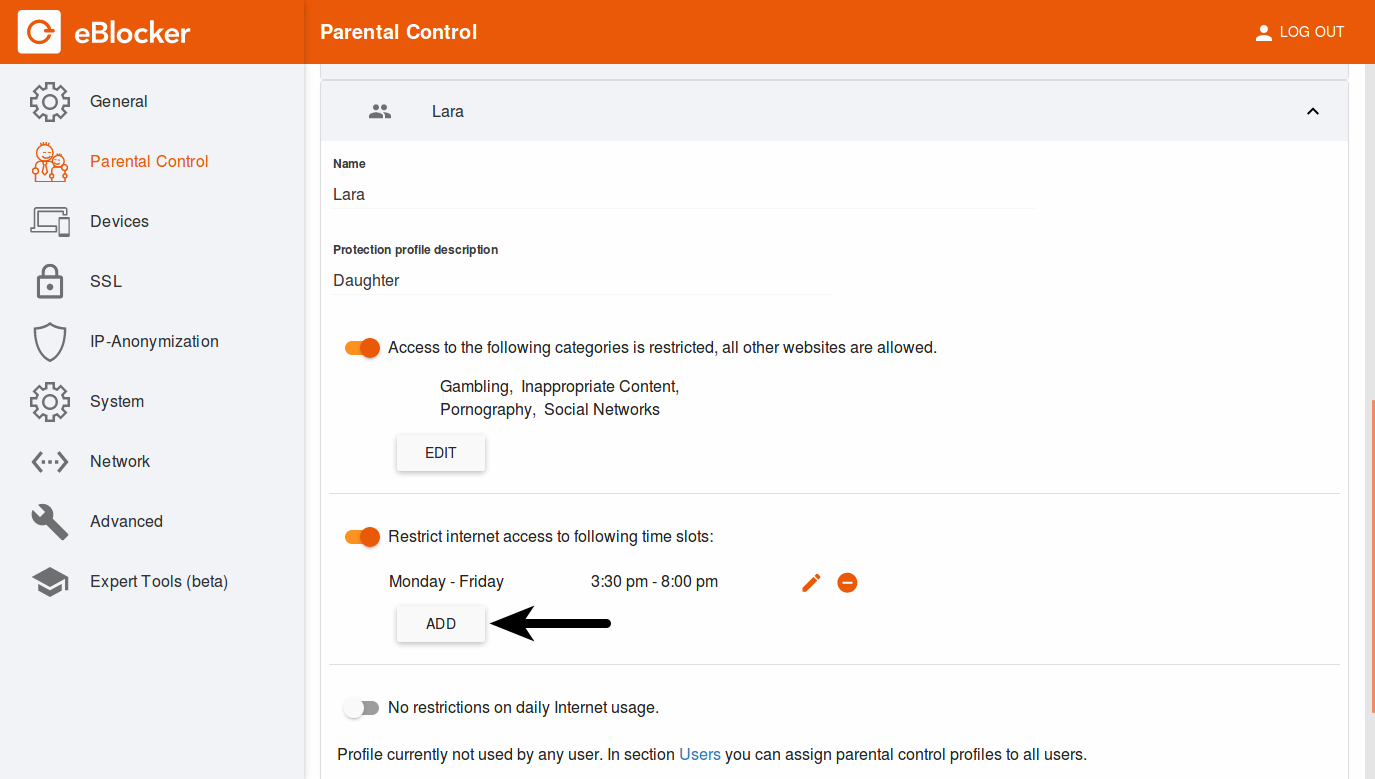 eBlocker
Parental Control
LOG OUT
General
Parental Control
Devices
SSL
IP-Anonymization
System
Network
Advanced
Expert Tools (beta)
Lara
Name
Lara
Protection profile description
Daughter
Access to the following categories is restricted, all other websites are allowed.
Gambling, Inappropriate Content,
Pornography, Social Networks
EDIT
Restrict internet access to following time slots:
Monday - Friday 3:30 pm - 8:00 pm
ADD
No restrictions on daily Internet usage.
Profile currently not used by any user. In section Users you can assign parental control profiles to all users.